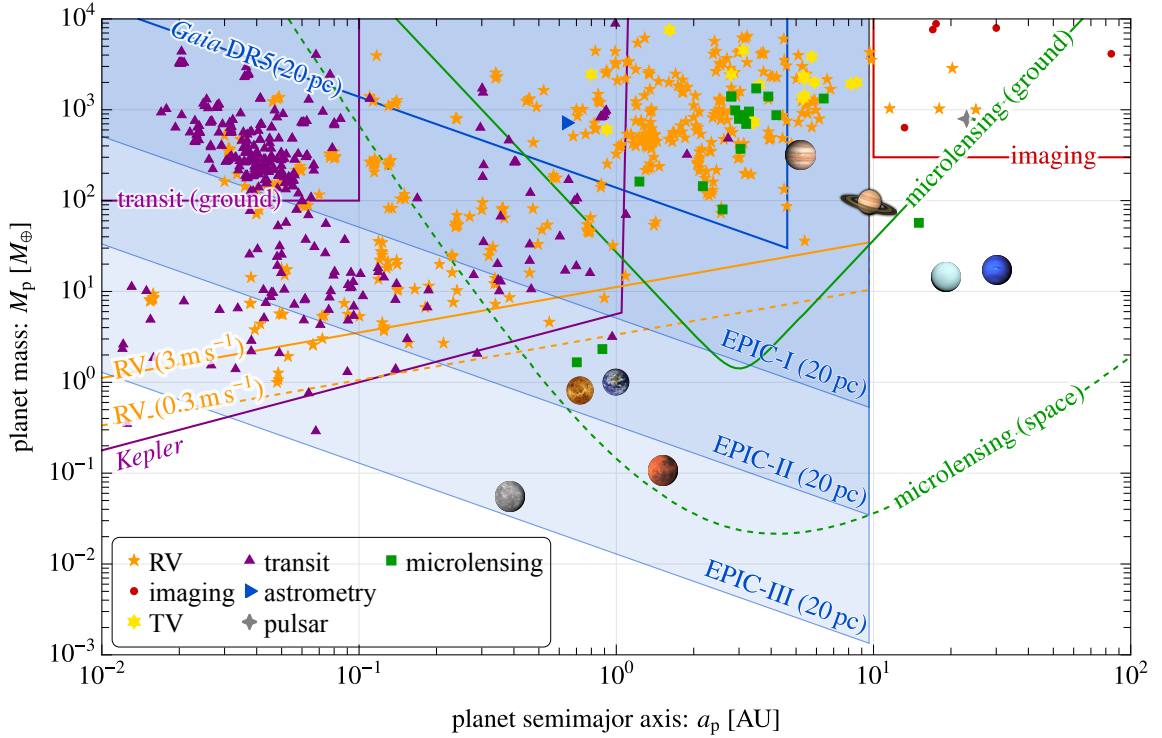 10⁴
10³
10²
10¹
10⁰
10⁻¹
10⁻²
10⁻³
planet mass: Mₚ [M⊕]
Gaia DR5(20 pc)
transit (ground)
RV (3 m s⁻¹)
RV (0.3 m s⁻¹)
Kepler
microlensing (ground)
imaging
EPIC-I (20 pc)
EPIC-II (20 pc)
EPIC-III (20 pc)
microlensing (space)
RV transit microlensing
imaging astrometry
TV pulsar
10⁻² 10⁻¹ 10⁰ 10¹ 10²
planet semimajor axis: aₚ [AU]